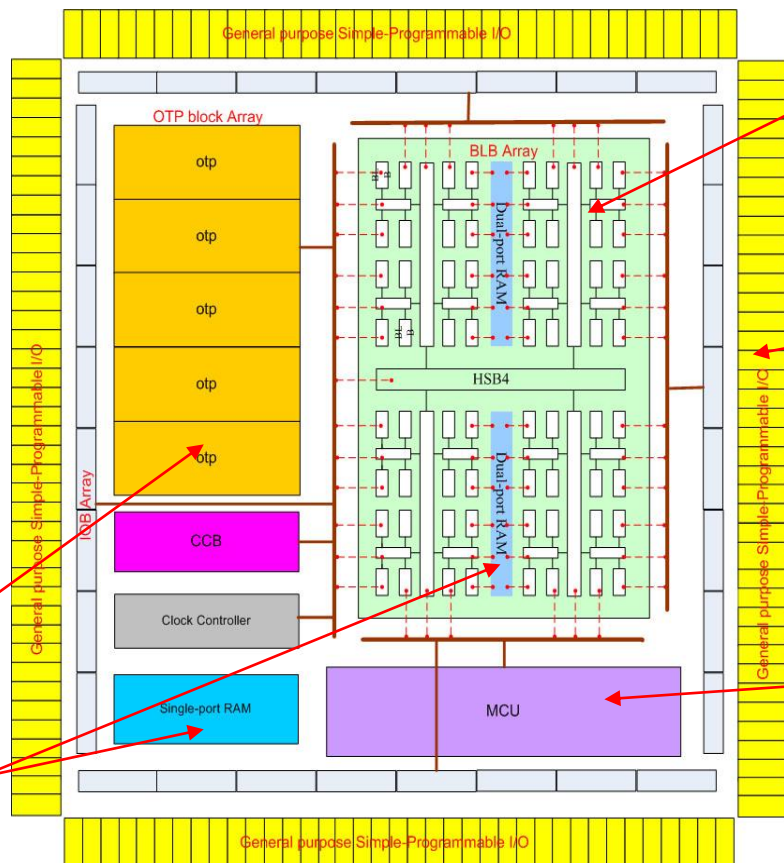 General purpose Simple-Programmable I/O
OTP block Array
otp
otp
otp
otp
otp
BLB Array
Dual-port RAM
HSB4
Dual-port RAM
General purpose Simple-Programmable I/O
IOB Array
General purpose Simple-Programmable I/O
CCB
Clock Controller
Single-port RAM
MCU
General purpose Simple-Programmable I/O